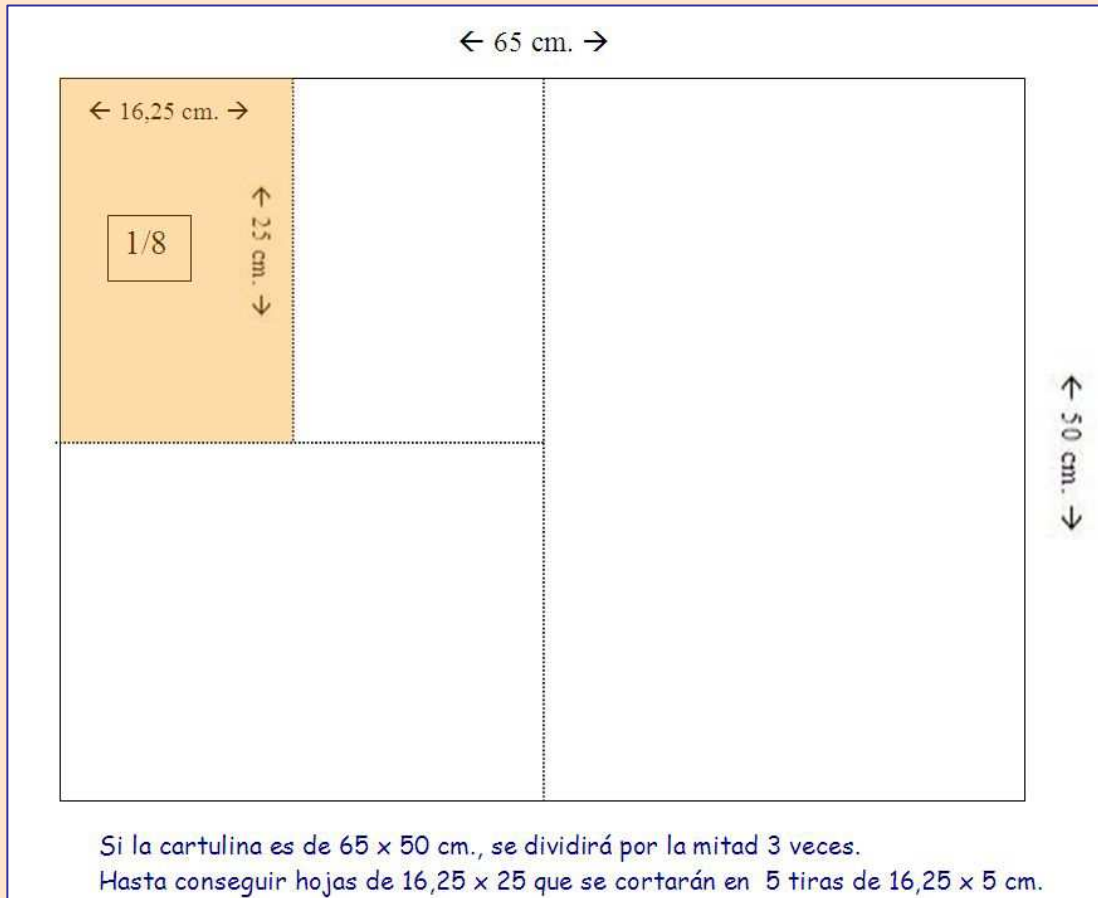 ← 65 cm. →
← 16,25 cm. →
← 25 cm. →
1/8
← 50 cm. →
Si la cartulina es de 65 x 50 cm., se dividirá por la mitad 3 veces.
Hasta conseguir hojas de 16,25 x 25 que se cortarán en 5 tiras de 16,25 x 5 cm.